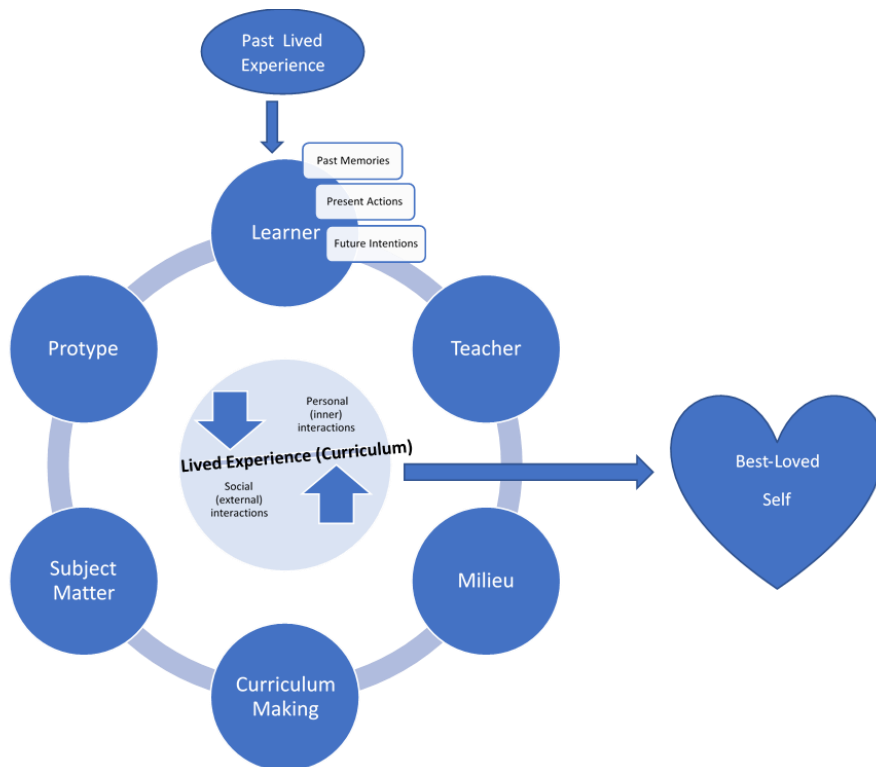 Past Lived
Experience
Past Memories
Present Actions
Learner
Future Intentions
Protype
Teacher
Personal
(inner)
interactions
Lived Experience (Curriculum)
Social
(external)
interactions
Best-Loved
Self
Subject
Matter
Milieu
Curriculum
Making